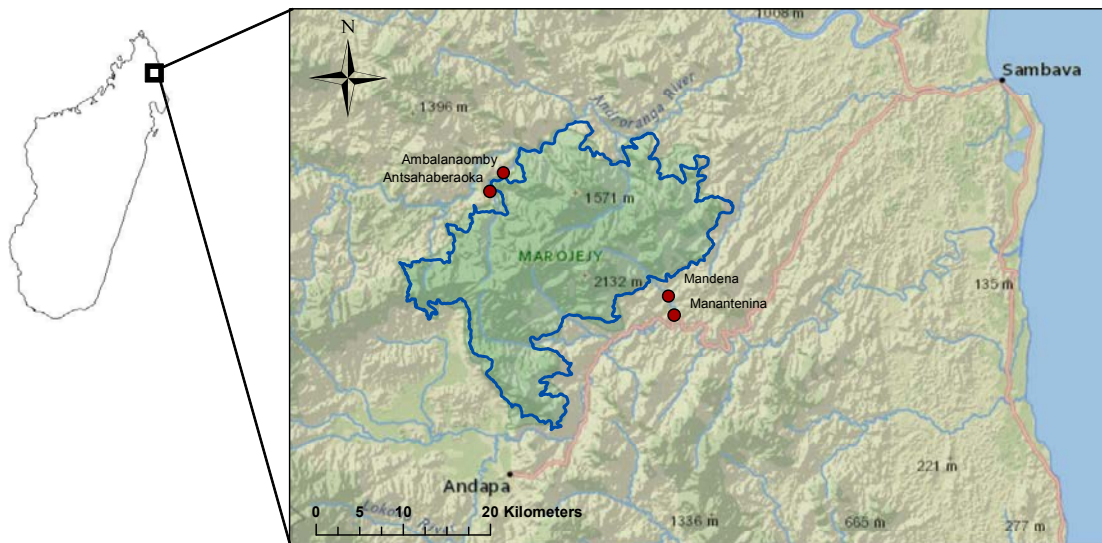 1008 m
N
Sambava
Androranga River
1396 m
Ambalanaomby
Antsahaberaoka
1571 m
MAROJEJY
2132 m
Mandena
135 m
Manantenina
221 m
Andapa
0 5 10 20 Kilometers
1336 m
665 m
277 m